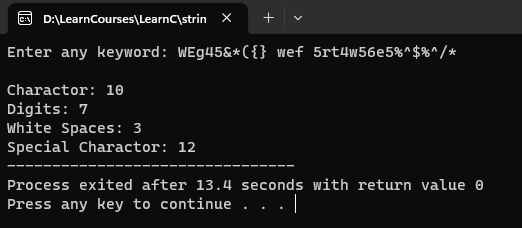 D:\LearnCourses\LearnC\strin
Enter any keyword: WEg45&*({} wef 5rt4w56e5%^$%^/*
Charactor: 10
Digits: 7
White Spaces: 3
Special Charactor: 12
--------------------------------
Process exited after 13.4 seconds with return value 0
Press any key to continue . . .